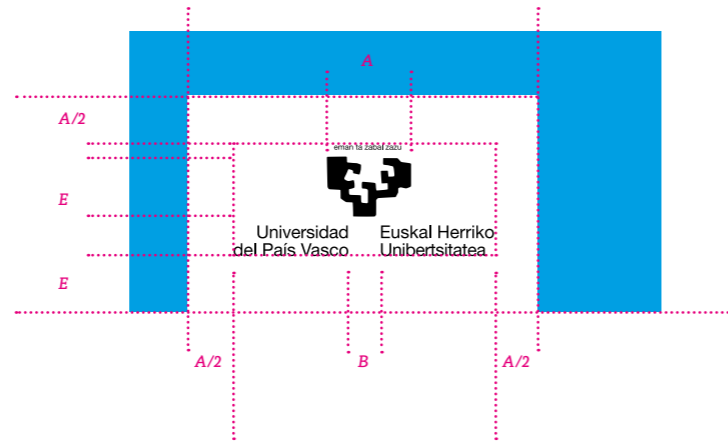 A
A/2
eman ta zabal zazu
E
Universidad
del País Vasco
Euskal Herriko
Unibertsitatea
E
A/2
B
A/2